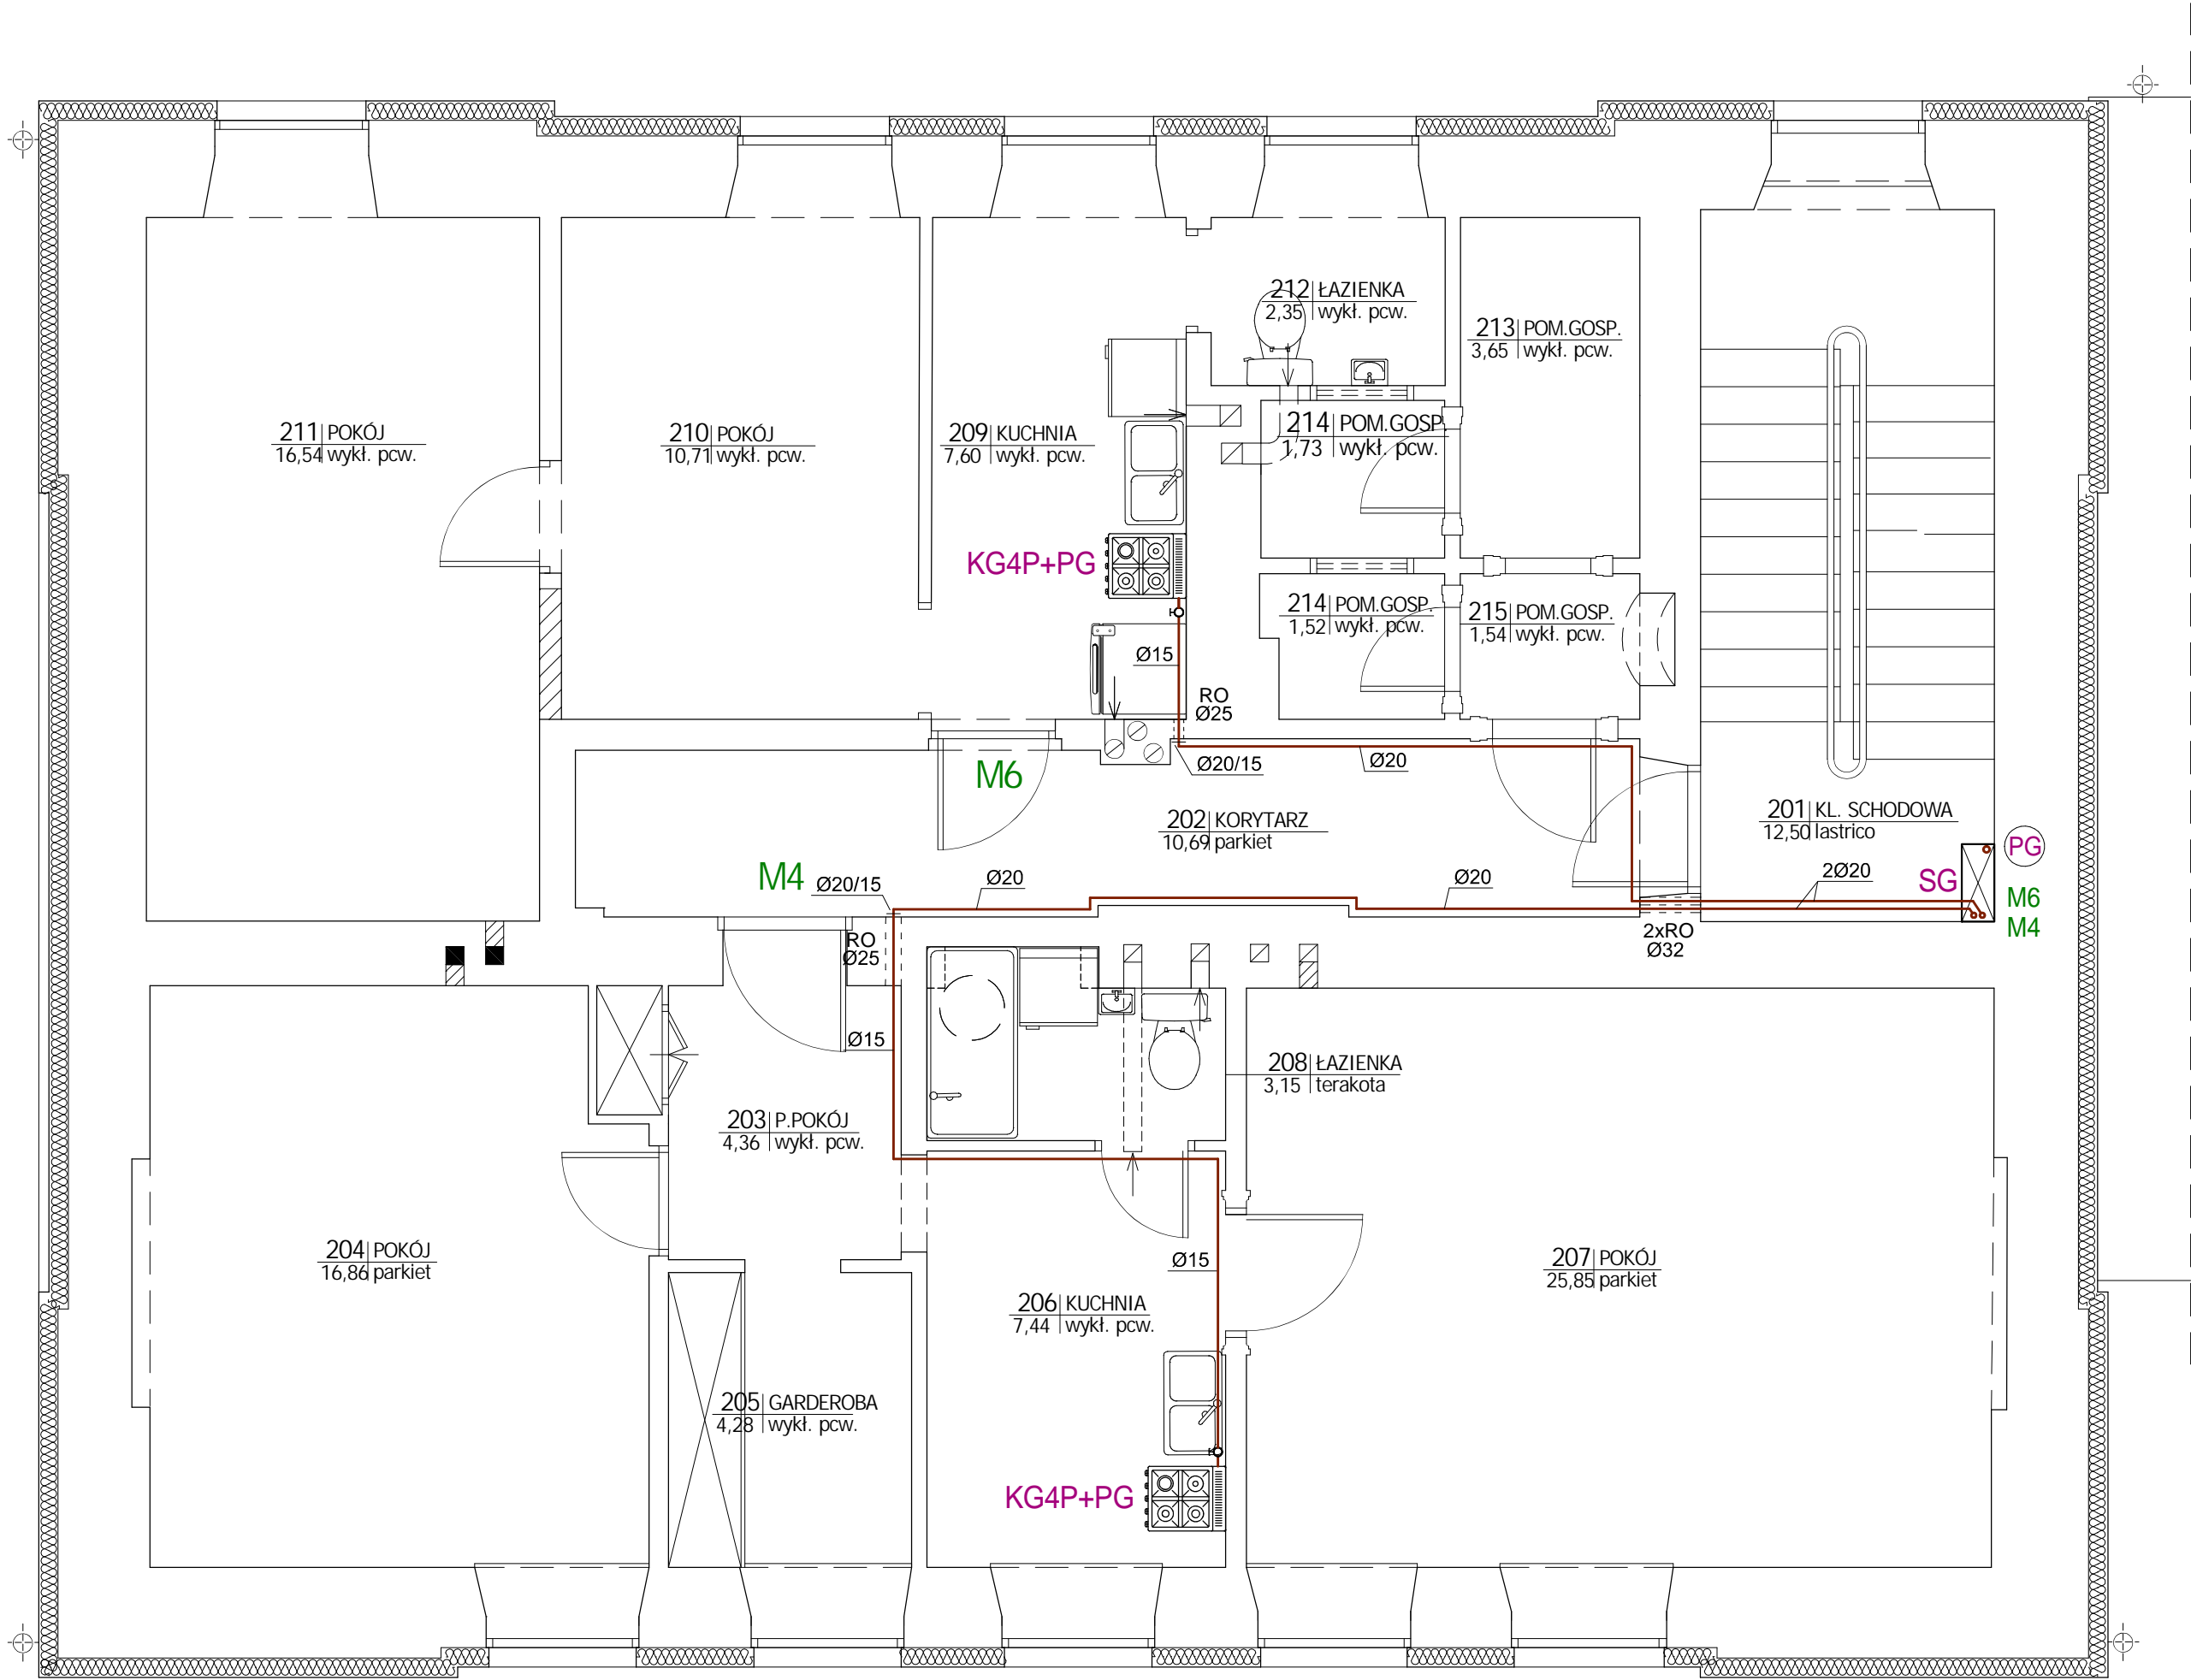 212 ŁAZIENKA
2,35 wykł. pcw.
213 POM.GOSP.
3,65 wykł. pcw.
211 POKÓJ
16,54 wykł. pcw.
210 POKÓJ
10,71 wykł. pcw.
209 KUCHNIA
7,60 wykł. pcw.
214 POM.GOSP
1,73 wykł. pcw.
KG4P+PG
214 POM.GOSP.
1,52 wykł. pcw.
215 POM.GOSP.
1,54 wykł. pcw.
Ø15
RO
Ø25
M6
Ø20/15
Ø20
202 KORYTARZ
10,69 parkiet
201 KL. SCHODOWA
12,50 lastrico
PG
M4
Ø20/15
Ø20
Ø20
2Ø20
SG
M6
M4
RO
Ø25
2xRO
Ø32
Ø15
208 ŁAZIENKA
3,15 terakota
203 P.POKÓJ
4,36 wykł. pcw.
204 POKÓJ
16,86 parkiet
Ø15
207 POKÓJ
25,85 parkiet
206 KUCHNIA
7,44 wykł. pcw.
205 GARDEROBA
4,28 wykł. pcw.
KG4P+PG